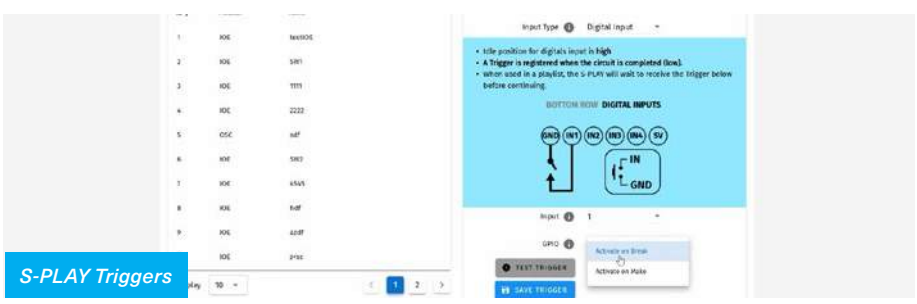 Input Type Digital Input
1 IOE testIOE
• Idle position for digitals input is high
2 IOE SW1
• A Trigger is registered when the circuit is completed (low).
• When used in a playlist, the S-PLAY will wait to receive the trigger below
before continuing.
3 IOE 1111
4 IOE 2222
BOTTOM ROW DIGITAL INPUTS
5 OSC
GND IN1 IN2 IN3 IN4 5V
6 IOE
IN
7 IOE
GND
8 IOE
Input 1
9 IOE
GPIO
Activate on Break
IOE
TEST TRIGGER
Activate on Make
S-PLAY Triggers
10
1 2
SAVE TRIGGER